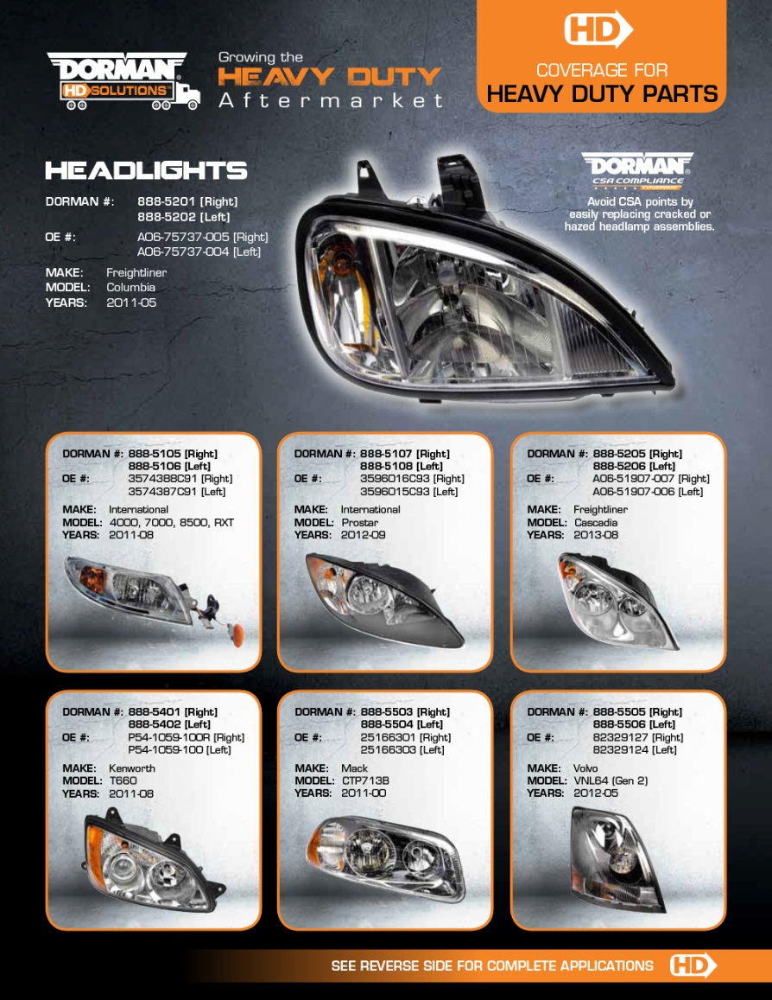 DORMAN®
HD SOLUTIONS™
Growing the
HEAVY DUTY
Aftermarket
HD
COVERAGE FOR
HEAVY DUTY PARTS
HEADLIGHTS
DORMAN #: 888-5201 [Right]
888-5202 [Left]
OE #: A06-75737-005 [Right]
A06-75737-004 [Left]
MAKE: Freightliner
MODEL: Columbia
YEARS: 2011-05
DORMAN®
CSA COMPLIANCE
COVERAGE
Avoid CSA points by
easily replacing cracked or
hazed headlamp assemblies.
DORMAN #: 888-5105 [Right]
888-5106 [Left]
OE #: 3574388C91 [Right]
3574387C91 [Left]
MAKE: International
MODEL: 4000, 7000, 8500, RXT
YEARS: 2011-08
DORMAN #: 888-5107 [Right]
888-5108 [Left]
OE #: 3596016C93 [Right]
3596015C93 [Left]
MAKE: International
MODEL: Prostar
YEARS: 2012-09
DORMAN #: 888-5205 [Right]
888-5206 [Left]
OE #: A06-51907-007 [Right]
A06-51907-006 [Left]
MAKE: Freightliner
MODEL: Cascadia
YEARS: 2013-08
DORMAN #: 888-5401 [Right]
888-5402 [Left]
OE #: P54-1059-100R [Right]
P54-1059-100 [Left]
MAKE: Kenworth
MODEL: T660
YEARS: 2011-08
DORMAN #: 888-5503 [Right]
888-5504 [Left]
OE #: 25166301 [Right]
25166303 [Left]
MAKE: Mack
MODEL: CTP713B
YEARS: 2011-00
DORMAN #: 888-5505 [Right]
888-5506 [Left]
OE #: 82329127 [Right]
82329124 [Left]
MAKE: Volvo
MODEL: VNL64 (Gen 2)
YEARS: 2012-05
SEE REVERSE SIDE FOR COMPLETE APPLICATIONS HD